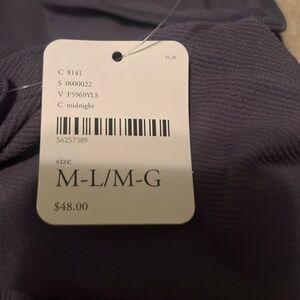 C 8141
S 0000022
V F5969YLS
C midnight
56257389
size
M-L/M-G
$48.00